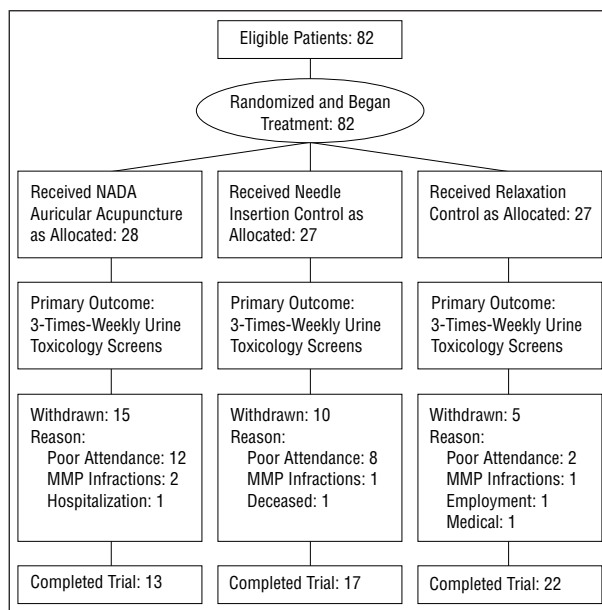 Eligible Patients: 82
Randomized and Began
Treatment: 82
Received NADA
Auricular Acupuncture
as Allocated: 28
Received Needle
Insertion Control as
Allocated: 27
Received Relaxation
Control as Allocated: 27
Primary Outcome:
3-Times-Weekly Urine
Toxicology Screens
Primary Outcome:
3-Times-Weekly Urine
Toxicology Screens
Primary Outcome:
3-Times-Weekly Urine
Toxicology Screens
Withdrawn: 15
Reason:
Poor Attendance: 12
MMP Infractions: 2
Hospitalization: 1
Withdrawn: 10
Reason:
Poor Attendance: 8
MMP Infractions: 1
Deceased: 1
Withdrawn: 5
Reason:
Poor Attendance: 2
MMP Infractions: 1
Employment: 1
Medical: 1
Completed Trial: 13
Completed Trial: 17
Completed Trial: 22